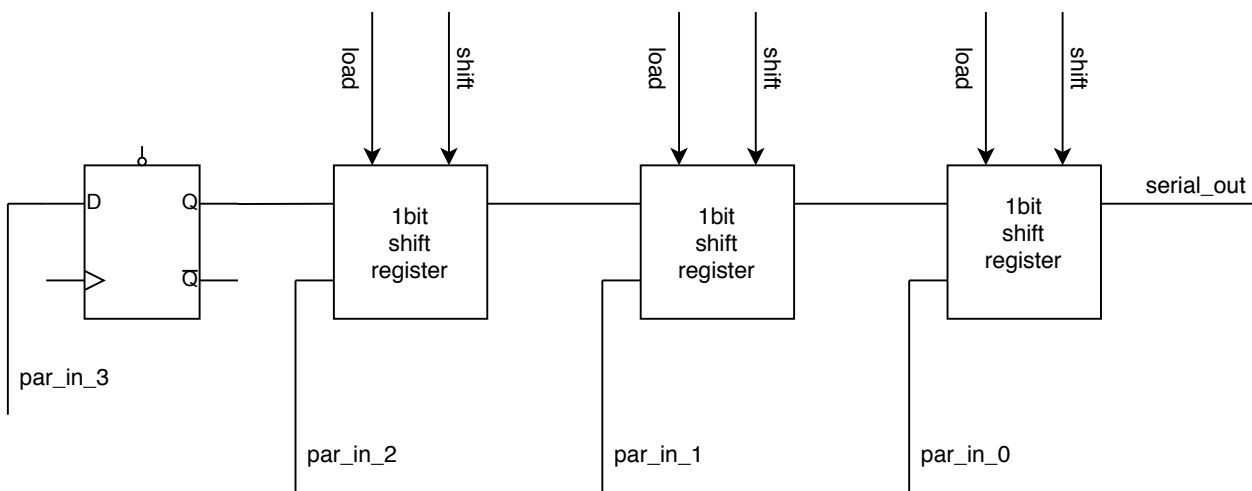 load
shift
load
shift
load
shift
D
Q
Q̅
1bit
shift
register
1bit
shift
register
1bit
shift
register
serial_out
par_in_3
par_in_2
par_in_1
par_in_0